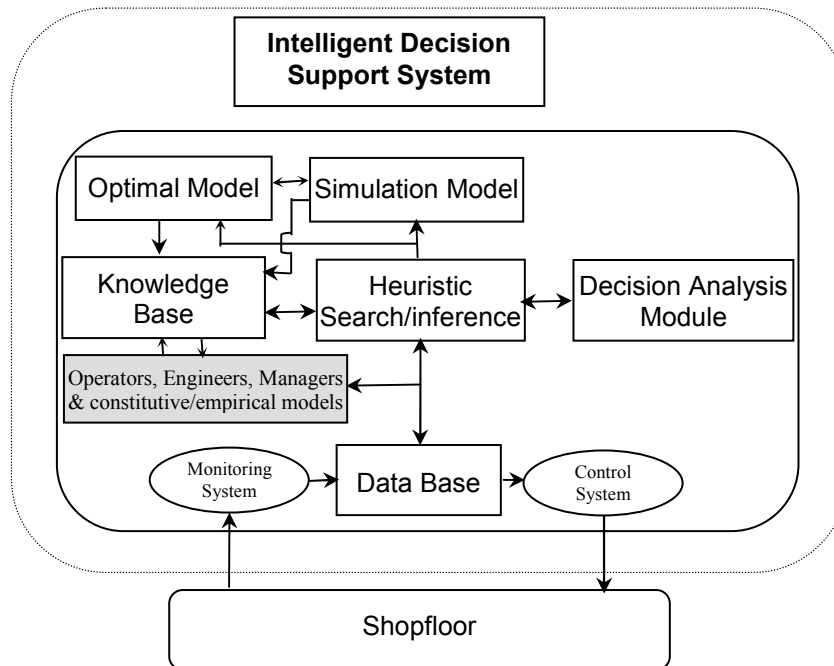 Intelligent Decision
Support System
Optimal Model
Simulation Model
Knowledge
Base
Heuristic
Search/inference
Decision Analysis
Module
Operators, Engineers, Managers
& constitutive/empirical models
Monitoring
System
Data Base
Control
System
Shopfloor